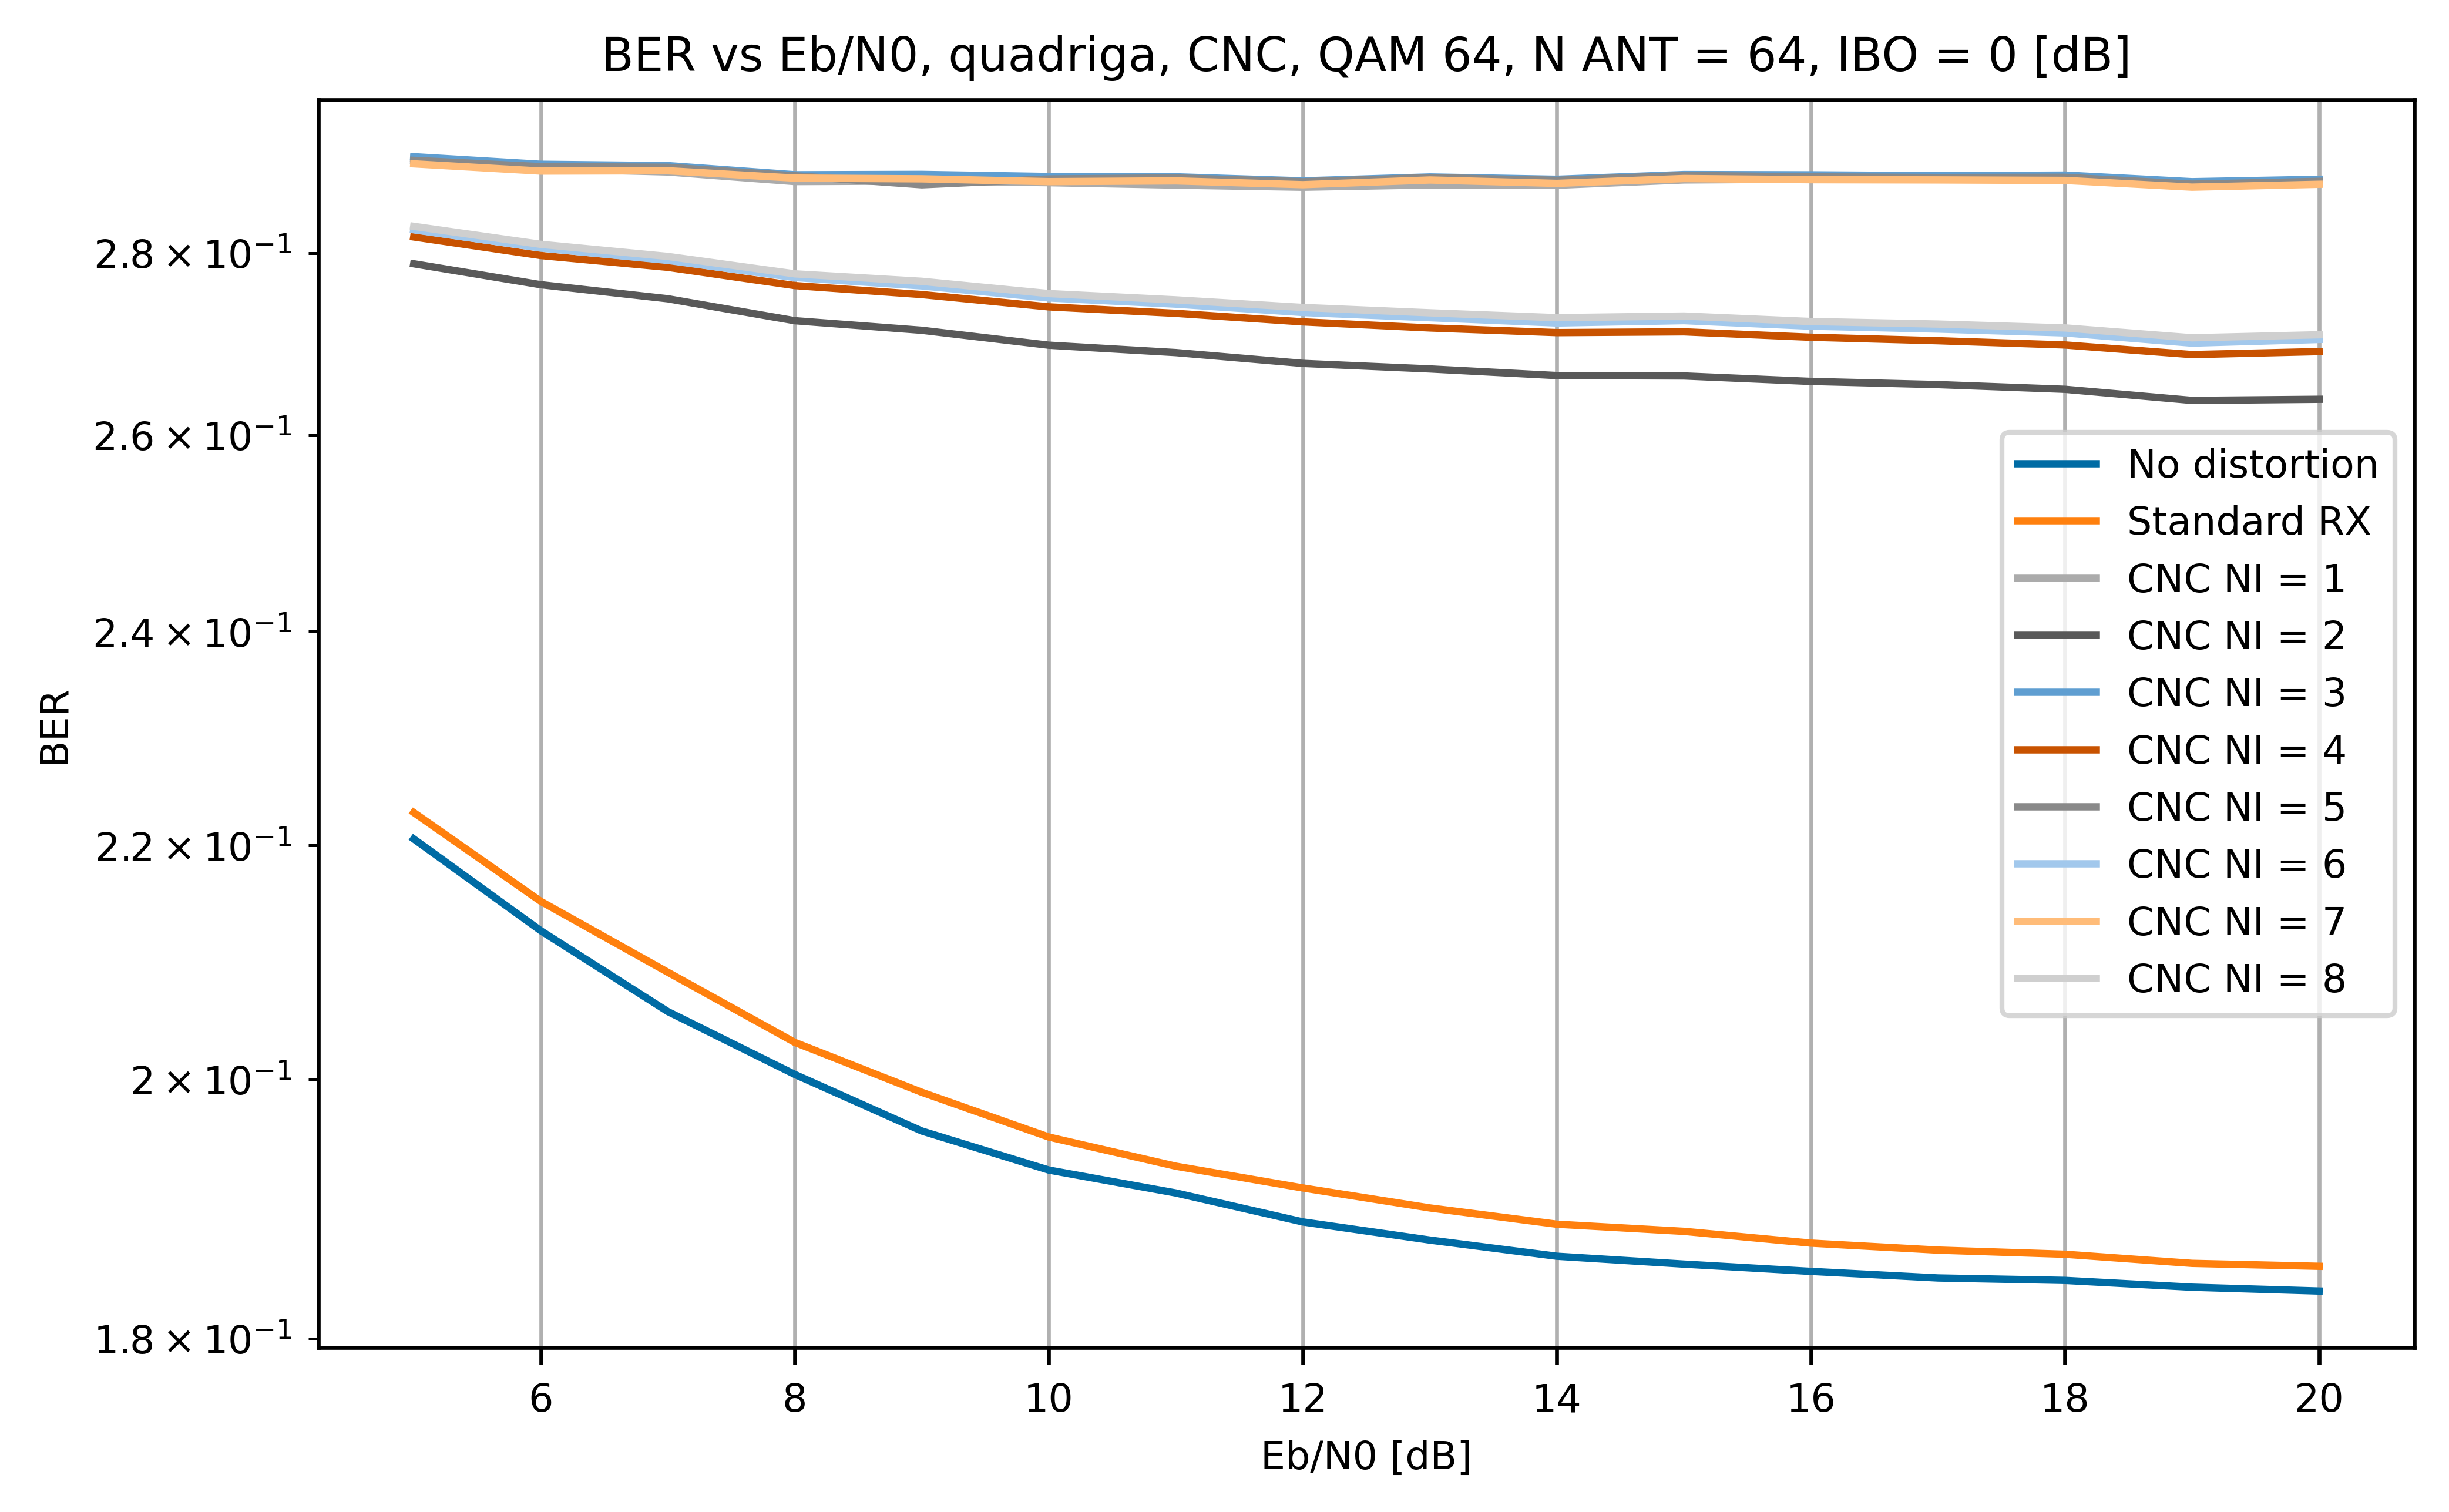 BER vs Eb/N0, quadriga, CNC, QAM 64, N ANT = 64, IBO = 0 [dB]
2.8 × 10⁻¹
2.6 × 10⁻¹
2.4 × 10⁻¹
2.2 × 10⁻¹
2 × 10⁻¹
1.8 × 10⁻¹
BER
No distortion
Standard RX
CNC NI = 1
CNC NI = 2
CNC NI = 3
CNC NI = 4
CNC NI = 5
CNC NI = 6
CNC NI = 7
CNC NI = 8
6 8 10 12 14 16 18 20
Eb/N0 [dB]